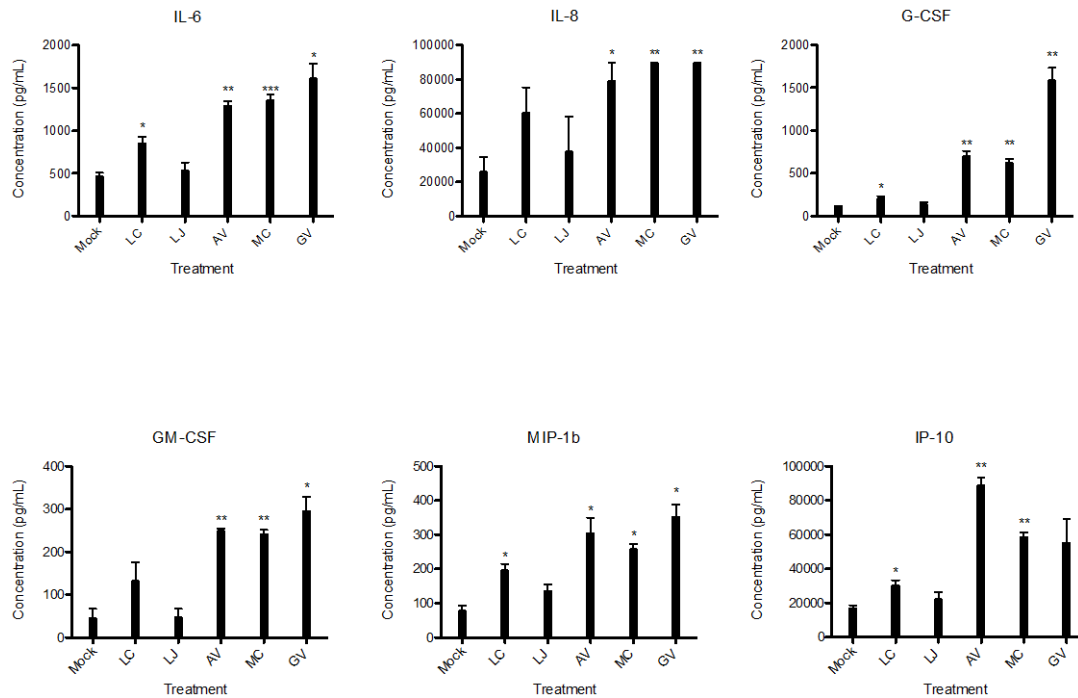 IL-6
Concentration (pg/mL)
2000
1500
1000
500
0
* ** *** *
Mock LC LJ AV MC GV
Treatment
IL-8
Concentration (pg/mL)
100000
80000
60000
40000
20000
0
* ** **
Mock LC LJ AV MC GV
Treatment
G-CSF
Concentration (pg/mL)
2000
1500
1000
500
0
* ** ** **
Mock LC LJ AV MC GV
Treatment
GM-CSF
Concentration (pg/mL)
400
300
200
100
0
** ** *
Mock LC LJ AV MC GV
Treatment
MIP-1b
Concentration (pg/mL)
500
400
300
200
100
0
* * * *
Mock LC LJ AV MC GV
Treatment
IP-10
Concentration (pg/mL)
100000
80000
60000
40000
20000
0
* ** **
Mock LC LJ AV MC GV
Treatment